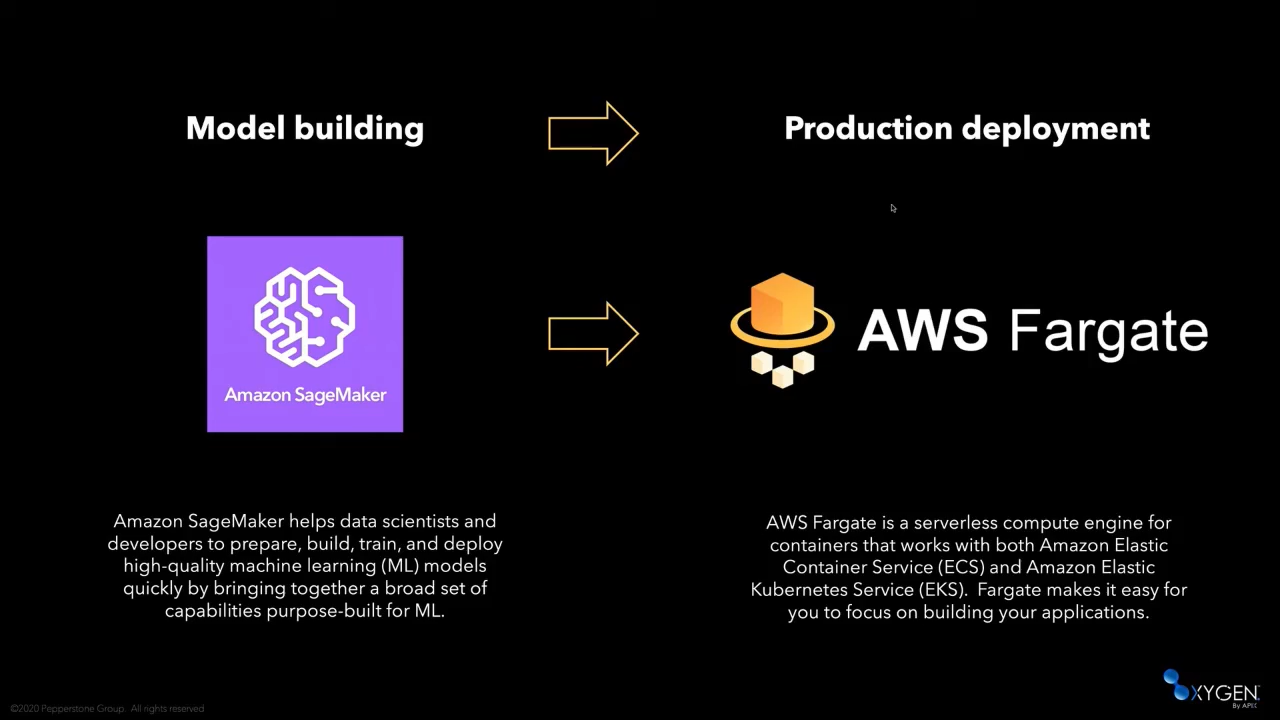 Model building
Production deployment
Amazon SageMaker
AWS Fargate
Amazon SageMaker helps data scientists and
developers to prepare, build, train, and deploy
high-quality machine learning (ML) models
quickly by bringing together a broad set of
capabilities purpose-built for ML.
AWS Fargate is a serverless compute engine for
containers that works with both Amazon Elastic
Container Service (ECS) and Amazon Elastic
Kubernetes Service (EKS). Fargate makes it easy for
you to focus on building your applications.
©2020 Pepperstone Group. All rights reserved
OXYGEN
By APIX